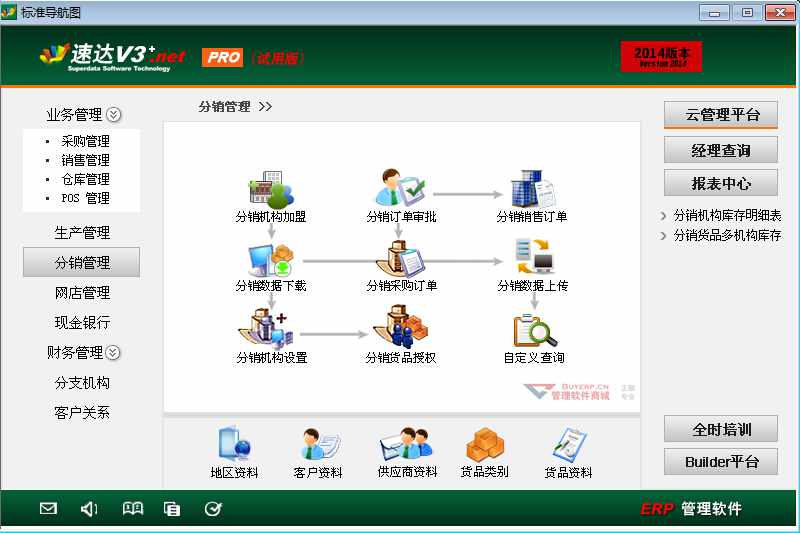 标准导航图
速达V3+.net PRO (试用版)
Superdata Software Technology
2014版本
Version 2014
业务管理
采购管理
销售管理
仓库管理
POS 管理
生产管理
分销管理
网店管理
现金银行
财务管理
分支机构
客户关系
分销管理 >>
分销机构加盟
分销订单审批
分销销售订单
分销数据下载
分销采购订单
分销数据上传
分销机构设置
分销货品授权
自定义查询
BUYERP.CN
管理软件商城
正版
专业
地区资料
客户资料
供应商资料
货品类别
货品资料
云管理平台
经理查询
报表中心
分销机构库存明细表
分销货品多机构库存
全时培训
Builder平台
ERP 管理软件